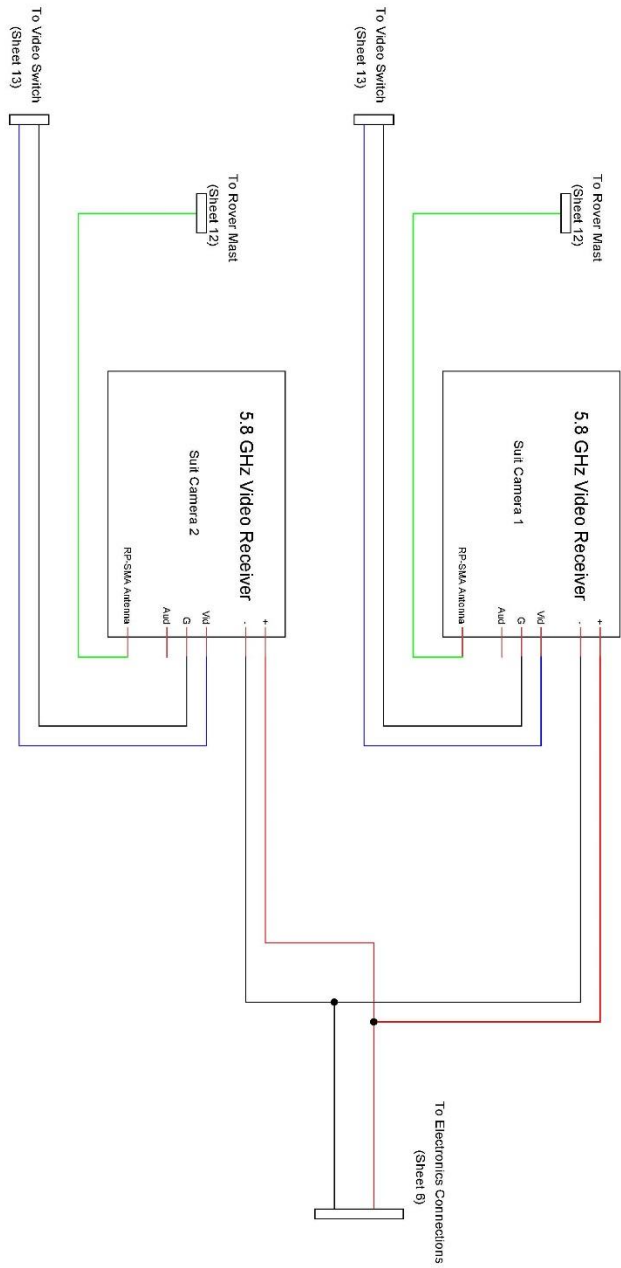 To Rover Mast
(Sheet 12)
5.8 GHz Video Receiver
Suit Camera 1
+
-
Vid
G
Aud
RP-SMA Antenna
To Video Switch
(Sheet 13)
To Electronics Connections
(Sheet 6)
To Rover Mast
(Sheet 12)
5.8 GHz Video Receiver
Suit Camera 2
+
-
Vid
G
Aud
RP-SMA Antenna
To Video Switch
(Sheet 13)